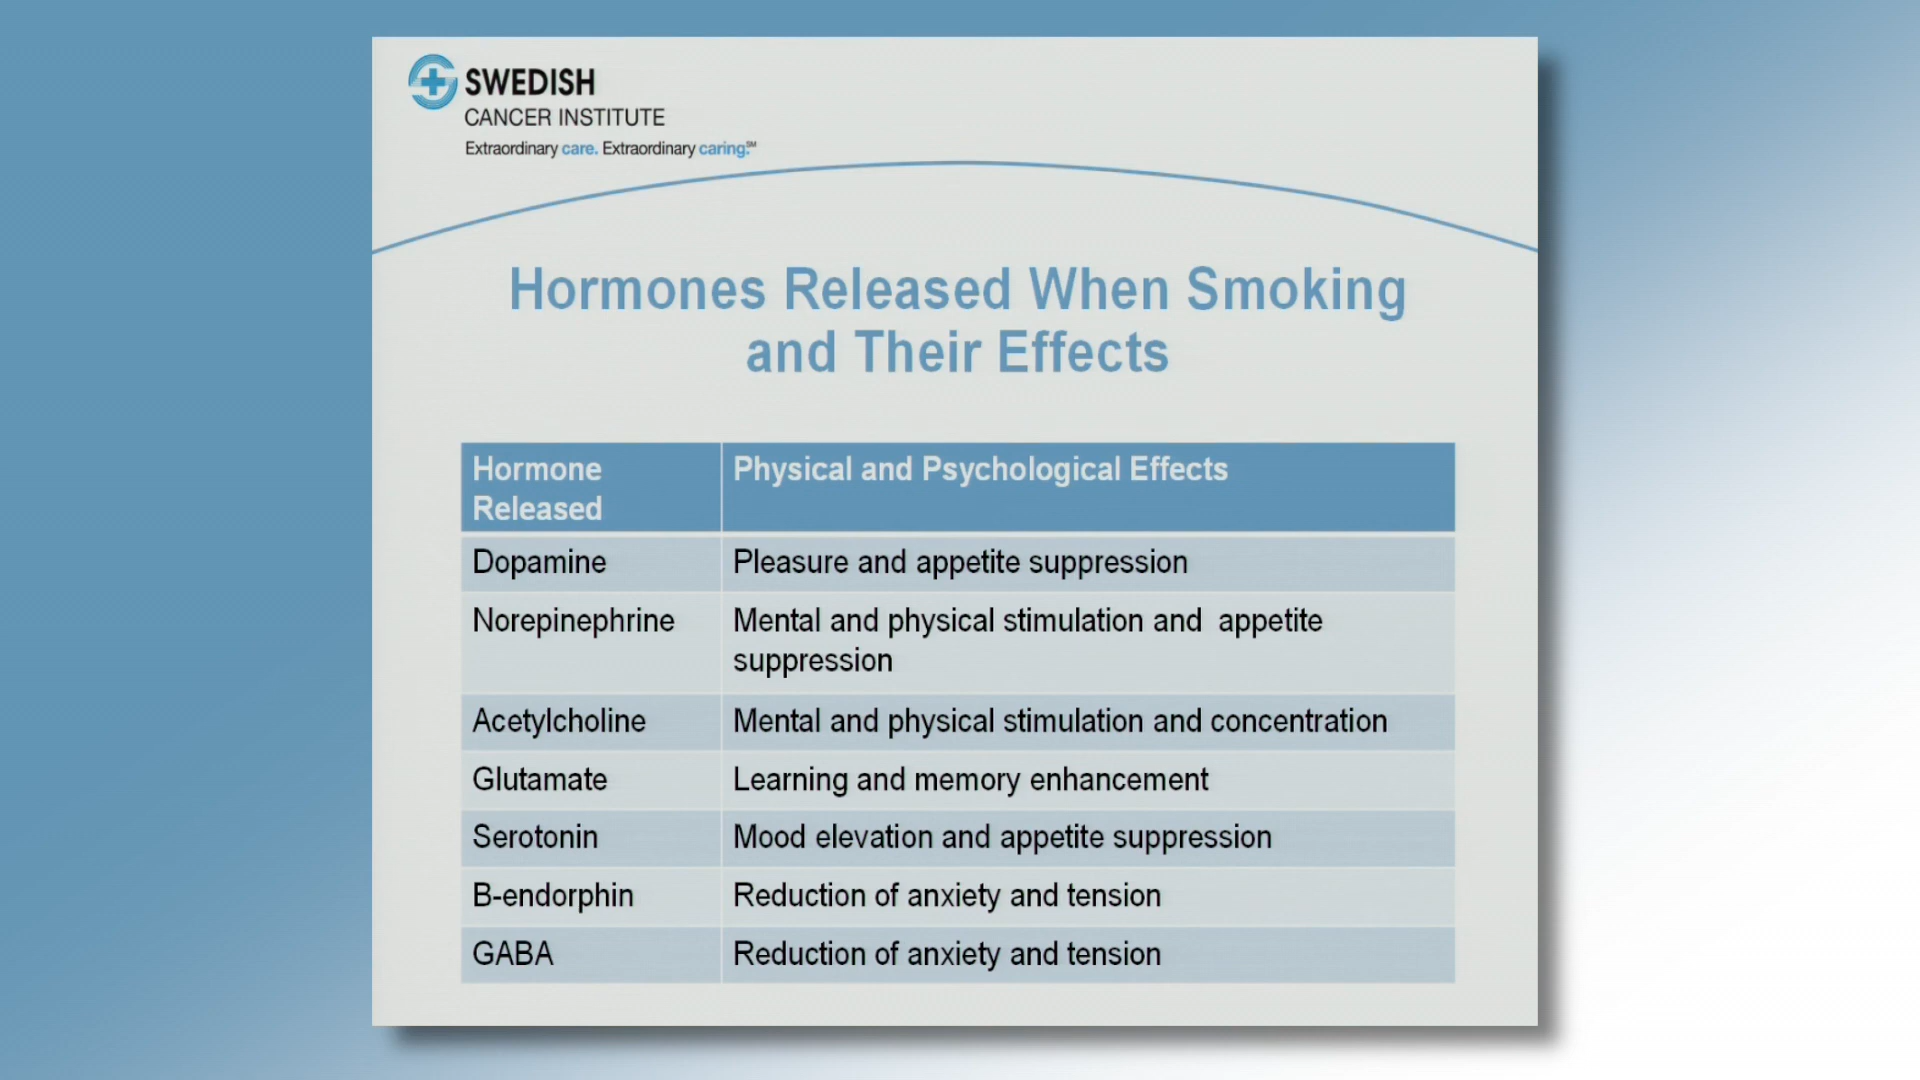 SWEDISH
CANCER INSTITUTE
Extraordinary care. Extraordinary caring.℠
Hormones Released When Smoking
and Their Effects
Hormone
Released
Physical and Psychological Effects
Dopamine
Pleasure and appetite suppression
Norepinephrine
Mental and physical stimulation and  appetite
suppression
Acetylcholine
Mental and physical stimulation and concentration
Glutamate
Learning and memory enhancement
Serotonin
Mood elevation and appetite suppression
B-endorphin
Reduction of anxiety and tension
GABA
Reduction of anxiety and tension